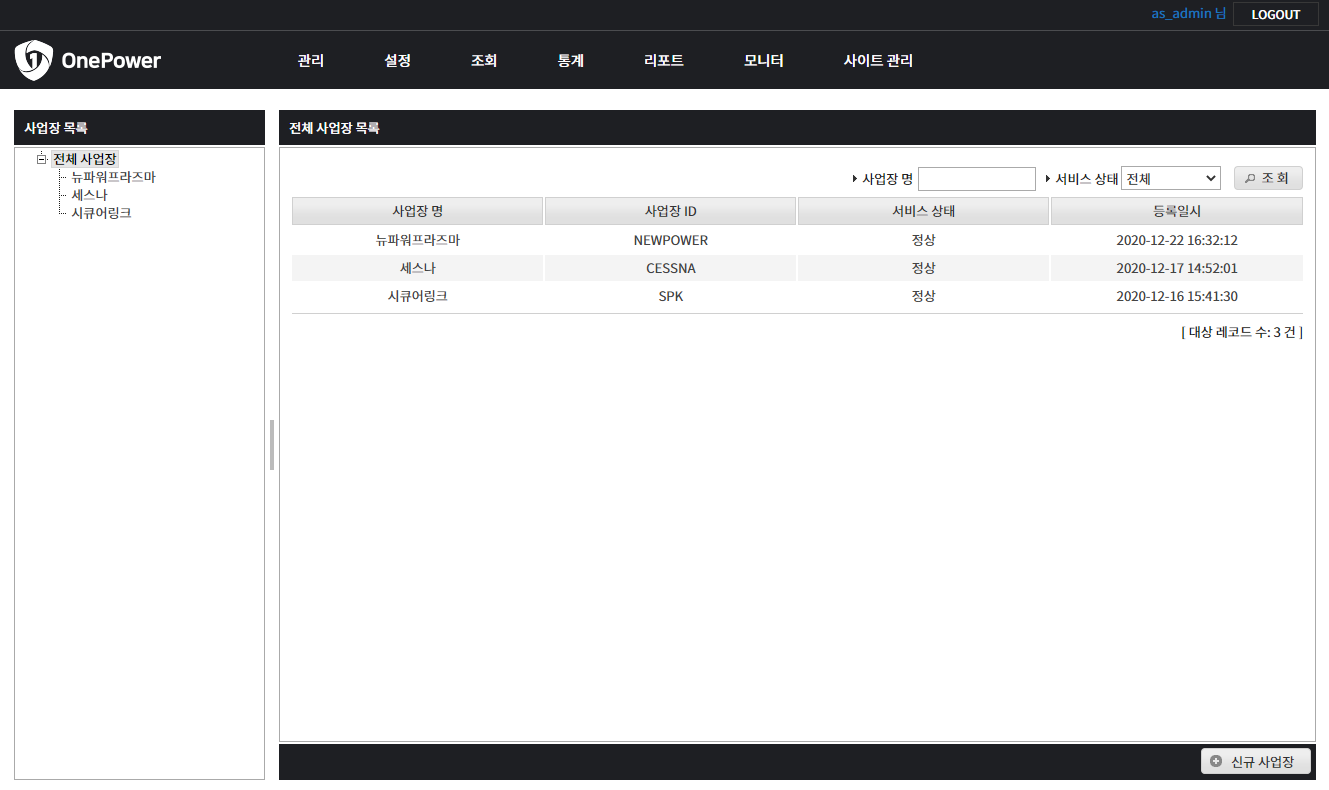 as_admin 님 LOGOUT
1 OnePower 관리 설정 조회 통계 리포트 모니터 사이트 관리
사업장 목록
전체 사업장
뉴파워프라즈마
세스나
시큐어링크
전체 사업장 목록
사업장 명 서비스 상태 전체 조 회
사업장 명 사업장 ID 서비스 상태 등록일시
뉴파워프라즈마 NEWPOWER 정상 2020-12-22 16:32:12
세스나 CESSNA 정상 2020-12-17 14:52:01
시큐어링크 SPK 정상 2020-12-16 15:41:30
[ 대상 레코드 수: 3 건 ]
신규 사업장